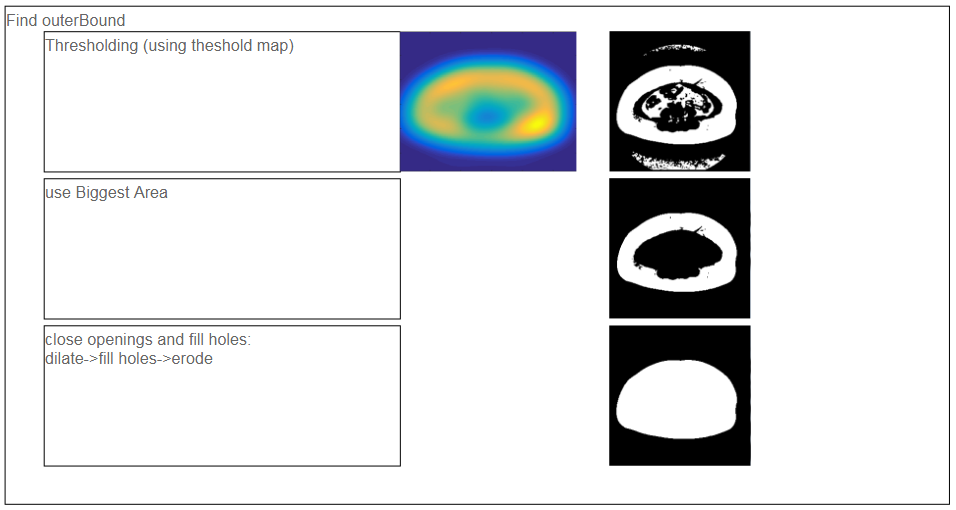 Find outerBound
Thresholding (using theshold map)
use Biggest Area
close openings and fill holes:
dilate->fill holes->erode